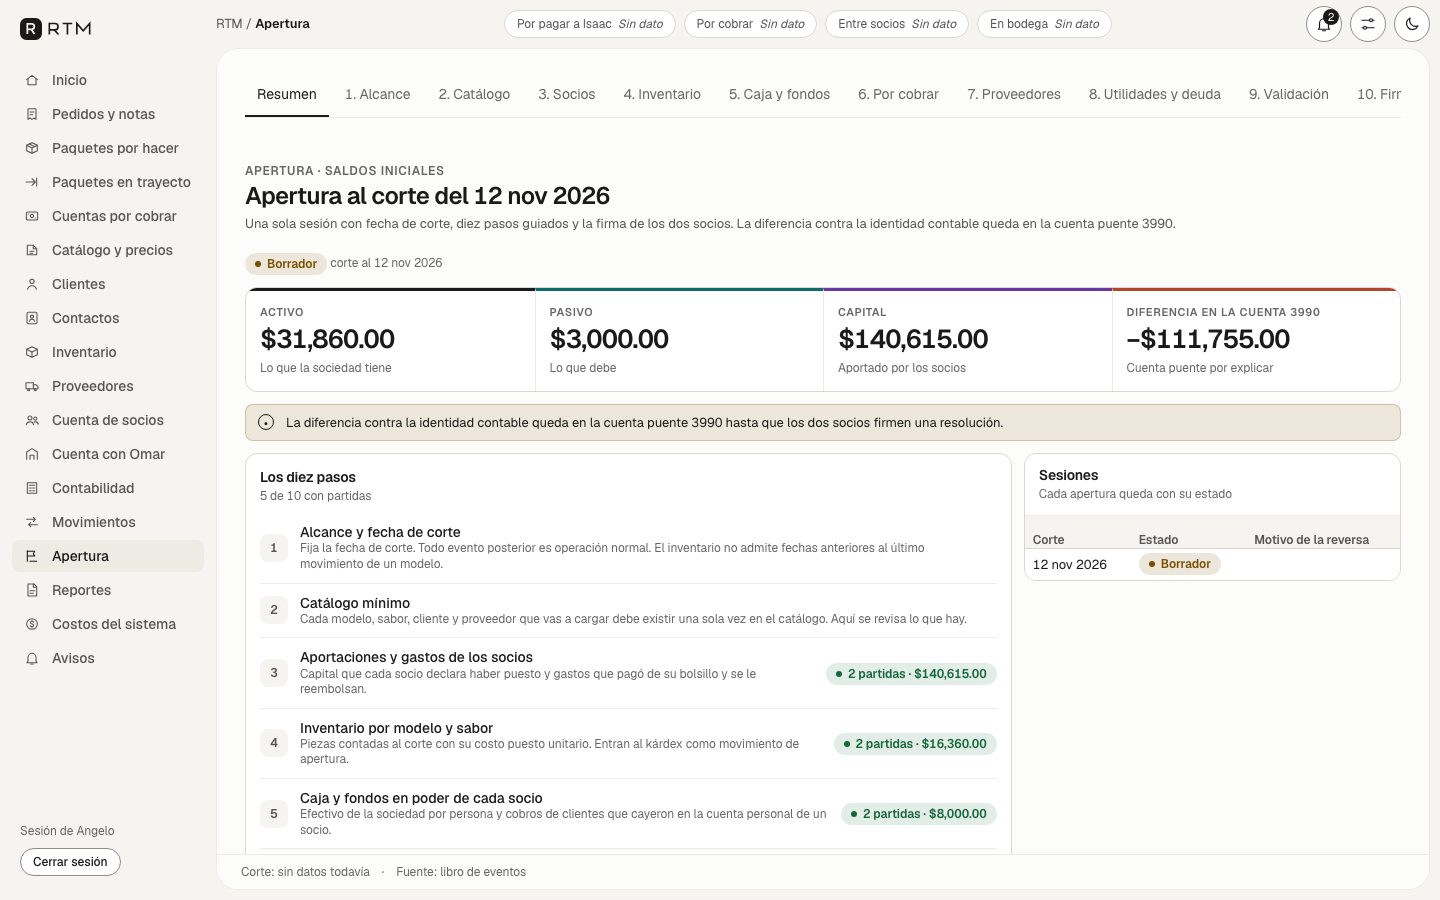 R RTM
RTM / Apertura
Por pagar a Isaac Sin dato
Por cobrar Sin dato
Entre socios Sin dato
En bodega Sin dato
2
Inicio
Pedidos y notas
Paquetes por hacer
Paquetes en trayecto
Cuentas por cobrar
Catálogo y precios
Clientes
Contactos
Inventario
Proveedores
Cuenta de socios
Cuenta con Omar
Contabilidad
Movimientos
Apertura
Reportes
Costos del sistema
Avisos
Sesión de Angelo
Cerrar sesión
Resumen
1. Alcance
2. Catálogo
3. Socios
4. Inventario
5. Caja y fondos
6. Por cobrar
7. Proveedores
8. Utilidades y deuda
9. Validación
10. Firr
APERTURA · SALDOS INICIALES
Apertura al corte del 12 nov 2026
Una sola sesión con fecha de corte, diez pasos guiados y la firma de los dos socios. La diferencia contra la identidad contable queda en la cuenta puente 3990.
Borrador corte al 12 nov 2026
ACTIVO
$31,860.00
Lo que la sociedad tiene
PASIVO
$3,000.00
Lo que debe
CAPITAL
$140,615.00
Aportado por los socios
DIFERENCIA EN LA CUENTA 3990
−$111,755.00
Cuenta puente por explicar
La diferencia contra la identidad contable queda en la cuenta puente 3990 hasta que los dos socios firmen una resolución.
Los diez pasos
5 de 10 con partidas
1
Alcance y fecha de corte
Fija la fecha de corte. Todo evento posterior es operación normal. El inventario no admite fechas anteriores al último
movimiento de un modelo.
2
Catálogo mínimo
Cada modelo, sabor, cliente y proveedor que vas a cargar debe existir una sola vez en el catálogo. Aquí se revisa lo que hay.
3
Aportaciones y gastos de los socios
Capital que cada socio declara haber puesto y gastos que pagó de su bolsillo y se le
reembolsan.
2 partidas · $140,615.00
4
Inventario por modelo y sabor
Piezas contadas al corte con su costo puesto unitario. Entran al kárdex como movimiento de
apertura.
2 partidas · $16,360.00
5
Caja y fondos en poder de cada socio
Efectivo de la sociedad por persona y cobros de clientes que cayeron en la cuenta personal de un
socio.
2 partidas · $8,000.00
Sesiones
Cada apertura queda con su estado
Corte Estado Motivo de la reversa
12 nov 2026 Borrador
Corte: sin datos todavía · Fuente: libro de eventos